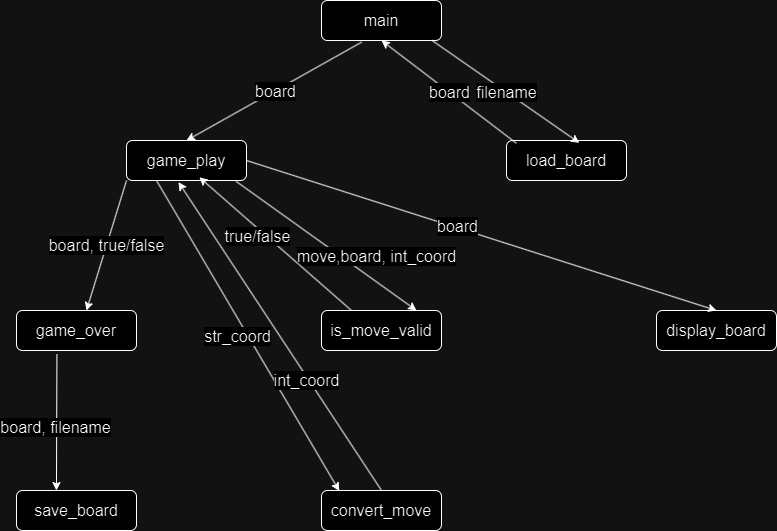 main
board
board
filename
game_play
load_board
board
true/false
board, true/false
move,board, int_coord
game_over
is_move_valid
display_board
str_coord
int_coord
board, filename
save_board
convert_move